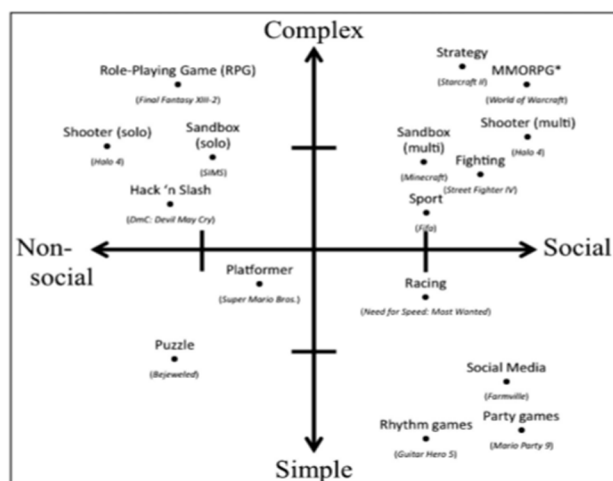 Complex
Strategy
(Starcraft II)
Role-Playing Game (RPG)
(Final Fantasy XIII-2)
MMORPG*
(World of Warcraft)
Shooter (solo)
(Halo 4)
Sandbox
(solo)
(SIMS)
Sandbox
(multi)
(Minecraft)
Shooter (multi)
(Halo 4)
Fighting
(Street Fighter IV)
Hack 'n Slash
(DmC: Devil May Cry)
Sport
(Fifa)
Non-
social
Social
Platformer
(Super Mario Bros.)
Racing
(Need for Speed: Most Wanted)
Puzzle
(Bejeweled)
Social Media
(Farmville)
Rhythm games
(Guitar Hero 5)
Party games
(Mario Party 9)
Simple